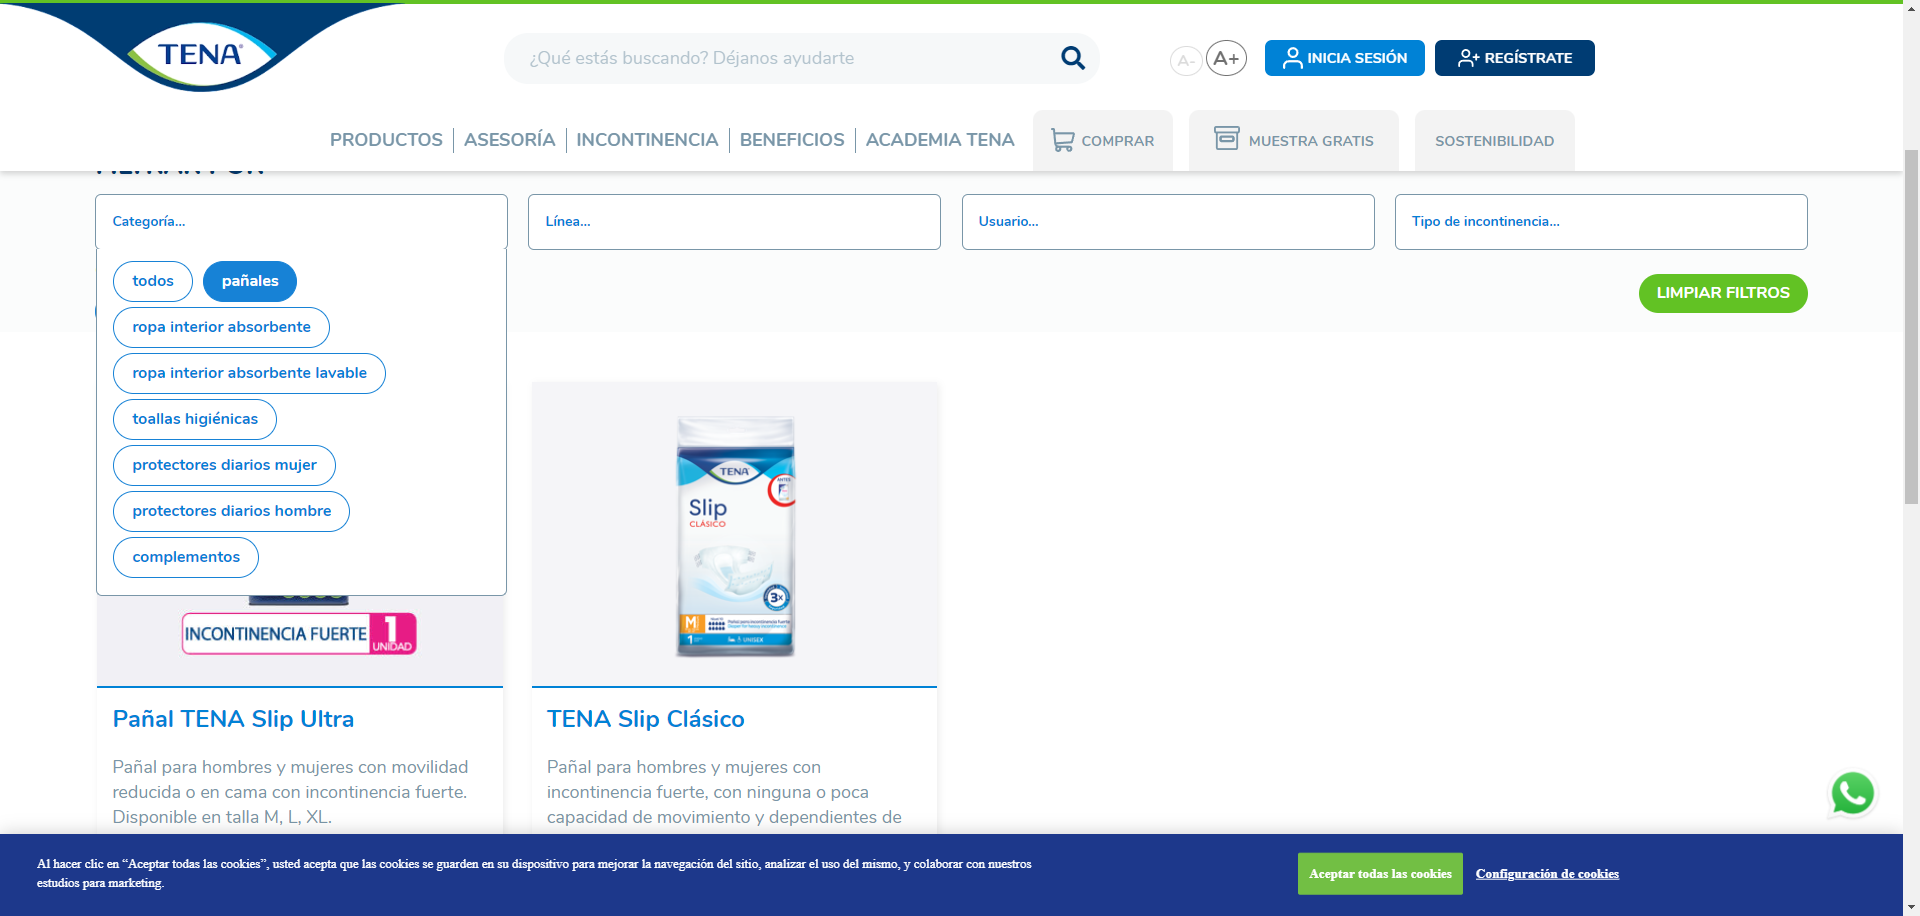 TENA
¿Qué estás buscando? Déjanos ayudarte
A-
A+
INICIA SESIÓN
REGÍSTRATE
PRODUCTOS
ASESORÍA
INCONTINENCIA
BENEFICIOS
ACADEMIA TENA
COMPRAR
MUESTRA GRATIS
SOSTENIBILIDAD
Categoría...
Línea...
Usuario...
Tipo de incontinencia...
todos
pañales
ropa interior absorbente
ropa interior absorbente lavable
toallas higiénicas
protectores diarios mujer
protectores diarios hombre
complementos
LIMPIAR FILTROS
INCONTINENCIA FUERTE 1
UNIDAD
TENA
Slip
CLÁSICO
3x
M
1
UNISEX
Pañal TENA Slip Ultra
Pañal para hombres y mujeres con movilidad
reducida o en cama con incontinencia fuerte.
Disponible en talla M, L, XL.
TENA Slip Clásico
Pañal para hombres y mujeres con
incontinencia fuerte, con ninguna o poca
capacidad de movimiento y dependientes de
Al hacer clic en “Aceptar todas las cookies”, usted acepta que las cookies se guarden en su dispositivo para mejorar la navegación del sitio, analizar el uso del mismo, y colaborar con nuestros
estudios para marketing.
Aceptar todas las cookies
Configuración de cookies